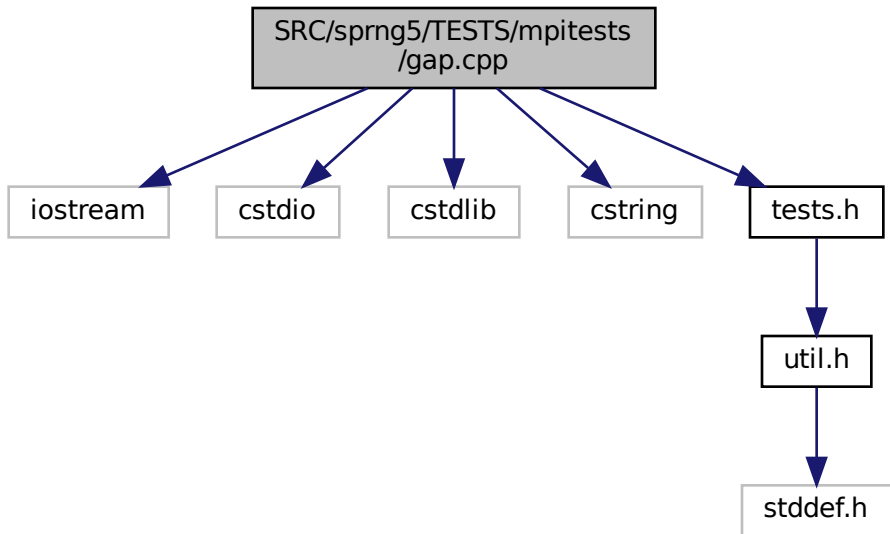 SRC/sprng5/TESTS/mpitests
/gap.cpp
iostream
cstdio
cstdlib
cstring
tests.h
util.h
stddef.h